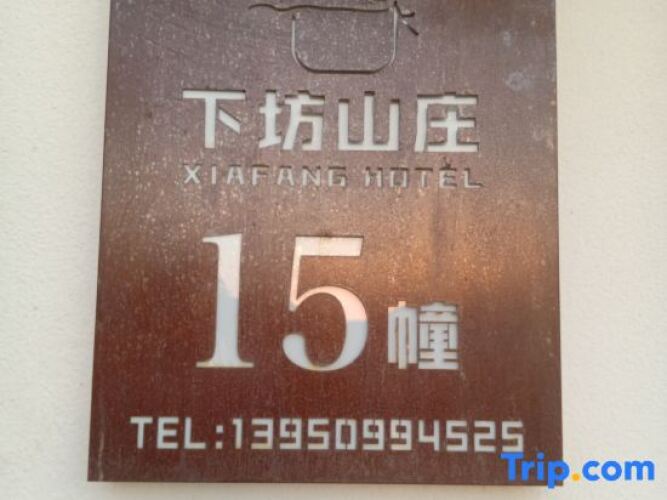 下坊山庄
XIAFANG HOTEL
15幢
TEL:13950994525
Trip.com